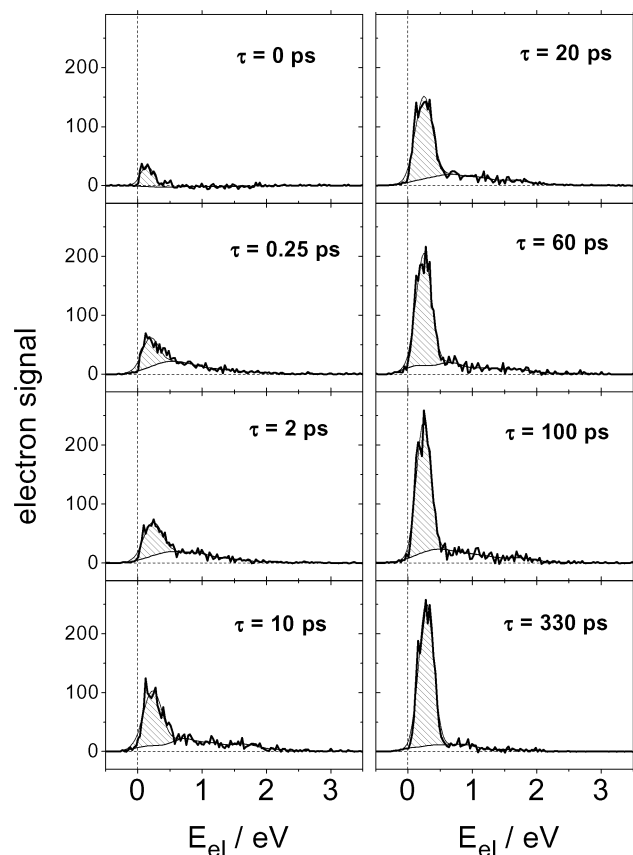 electron signal
200
100
0
τ = 0 ps
τ = 20 ps
200
100
0
τ = 0.25 ps
τ = 60 ps
200
100
0
τ = 2 ps
τ = 100 ps
200
100
0
τ = 10 ps
τ = 330 ps
0 1 2 3
0 1 2 3
E_el / eV
E_el / eV